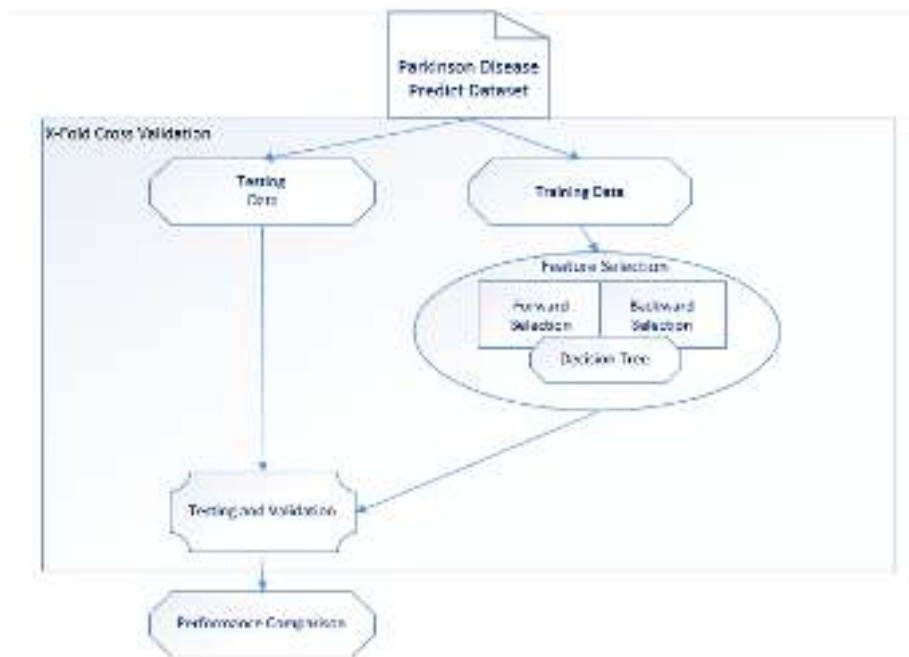 Parkinson Disease
Predict Dataset
X-Fold Cross Validation
Testing
Data
Training Data
Feature Selection
Forward
Selection
Backward
Selection
Decision Tree
Testing and Validation
Performance Comparison